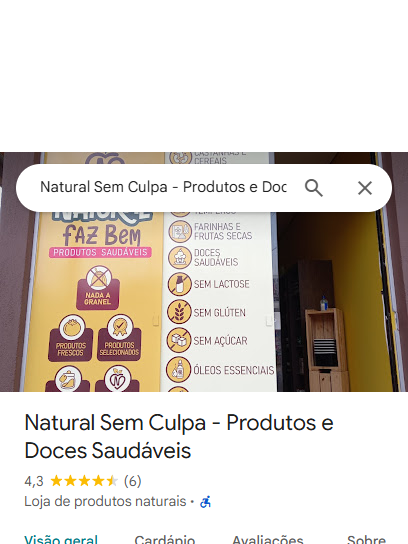 CASTANHAS E
CEREAIS
Natural Sem Culpa - Produtos e Doc
NATURAL
FAZ BEM
PRODUTOS SAUDÁVEIS
TEMPEROS
FARINHAS E
FRUTAS SECAS
DOCES
SAUDÁVEIS
NADA A
GRANEL
SEM LACTOSE
SEM GLÚTEN
PRODUTOS
FRESCOS
PRODUTOS
SELECIONADOS
SEM AÇÚCAR
ÓLEOS ESSENCIAIS
Natural Sem Culpa - Produtos e
Doces Saudáveis
4,3 (6)
Loja de produtos naturais ·
Visão geral
Cardápio
Avaliações
Sobre